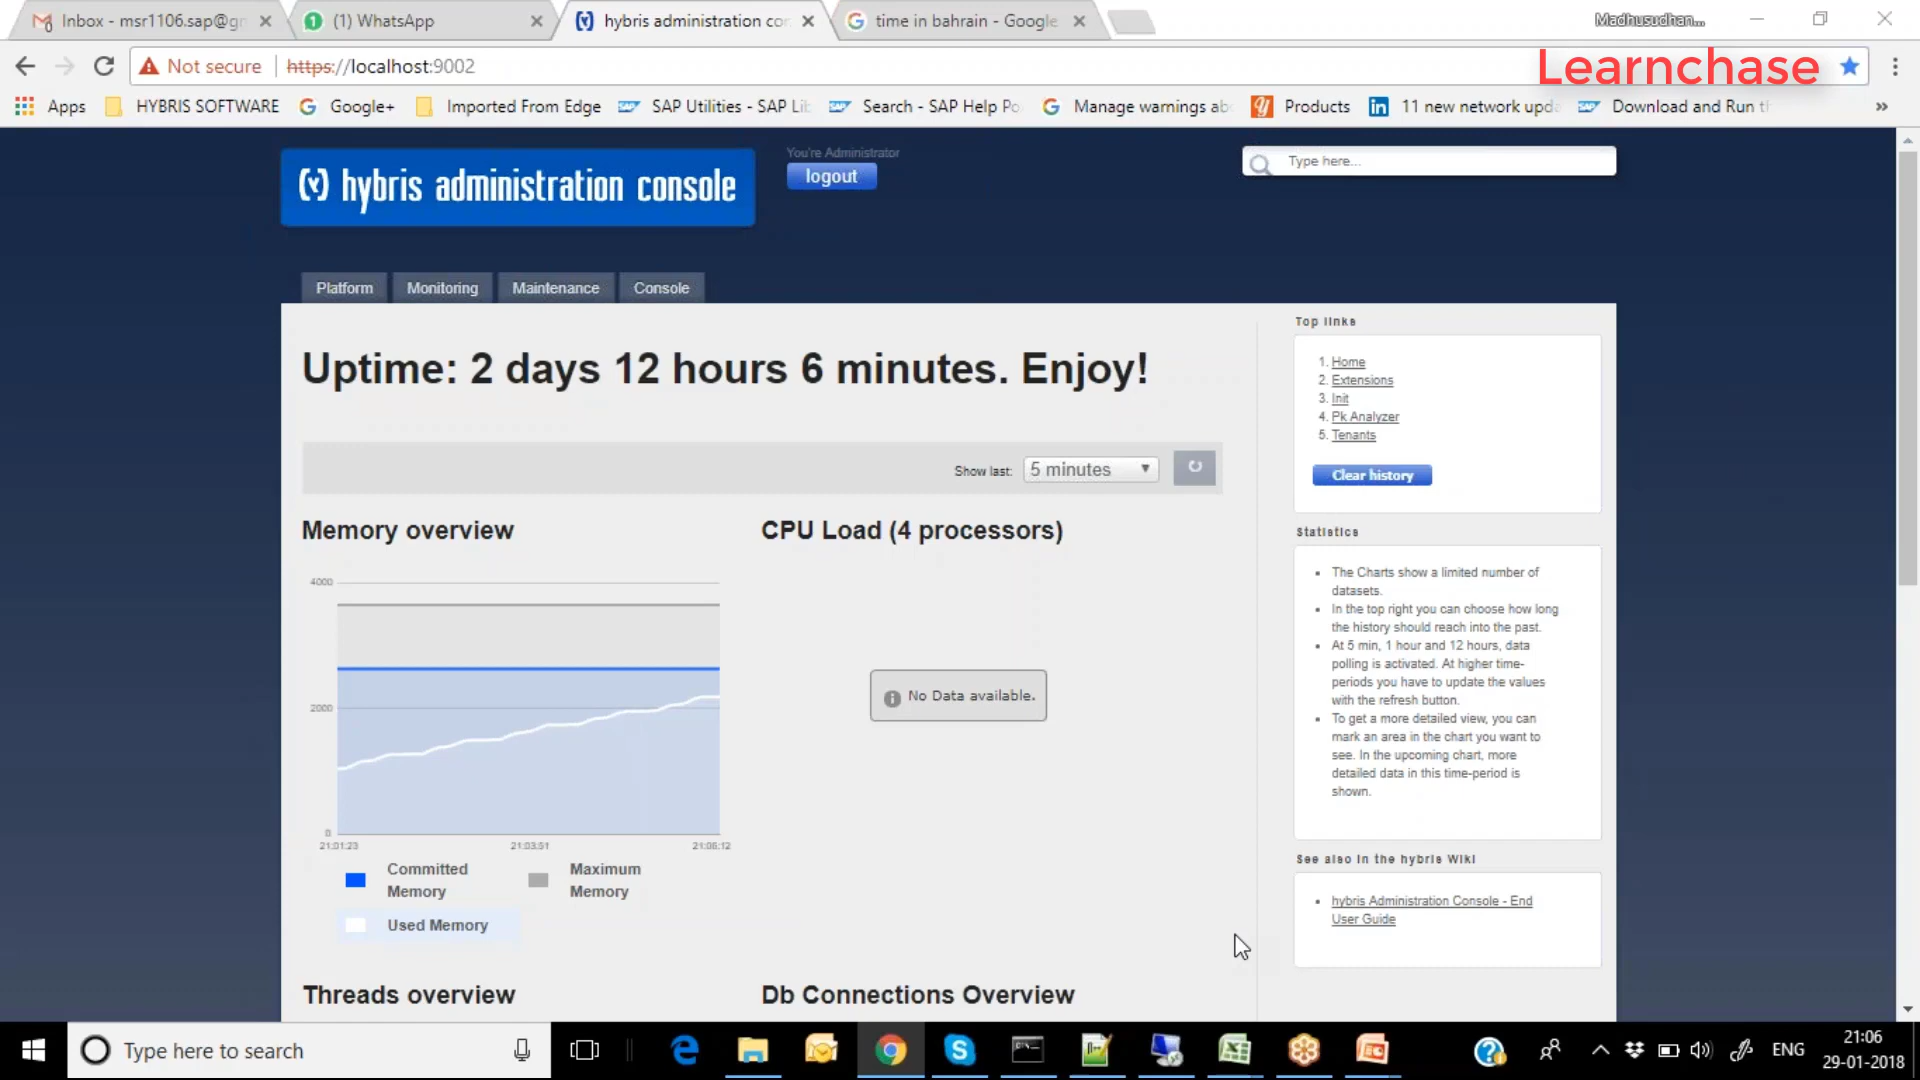 Inbox - msr1106.sap@gm
(1) WhatsApp
hybris administration con
time in bahrain - Google
Madhusudhan...
Not secure
https://localhost:9002
Learnchase
Apps
HYBRIS SOFTWARE
Google+
Imported From Edge
SAP Utilities - SAP Lib
Search - SAP Help Po
Manage warnings abo
Products
11 new network upda
Download and Run th
»
You're Administrator
logout
Type here...
(y) hybris administration console
Platform
Monitoring
Maintenance
Console
Uptime: 2 days 12 hours 6 minutes. Enjoy!
Show last:
5 minutes
Memory overview
4000
2000
0
21:01:23
21:03:51
21:06:12
Committed
Memory
Maximum
Memory
Used Memory
CPU Load (4 processors)
No Data available.
Threads overview
Db Connections Overview
Top links
1. Home
2. Extensions
3. Init
4. Pk Analyzer
5. Tenants
Clear history
Statistics
• The Charts show a limited number of
datasets.
• In the top right you can choose how long
the history should reach into the past.
• At 5 min, 1 hour and 12 hours, data
polling is activated. At higher time-
periods you have to update the values
with the refresh button.
• To get a more detailed view, you can
mark an area in the chart you want to
see. In the upcoming chart, more
detailed data in this time-period is
shown.
See also in the hybris Wiki
• hybris Administration Console - End
User Guide
Type here to search
ENG
21:06
29-01-2018